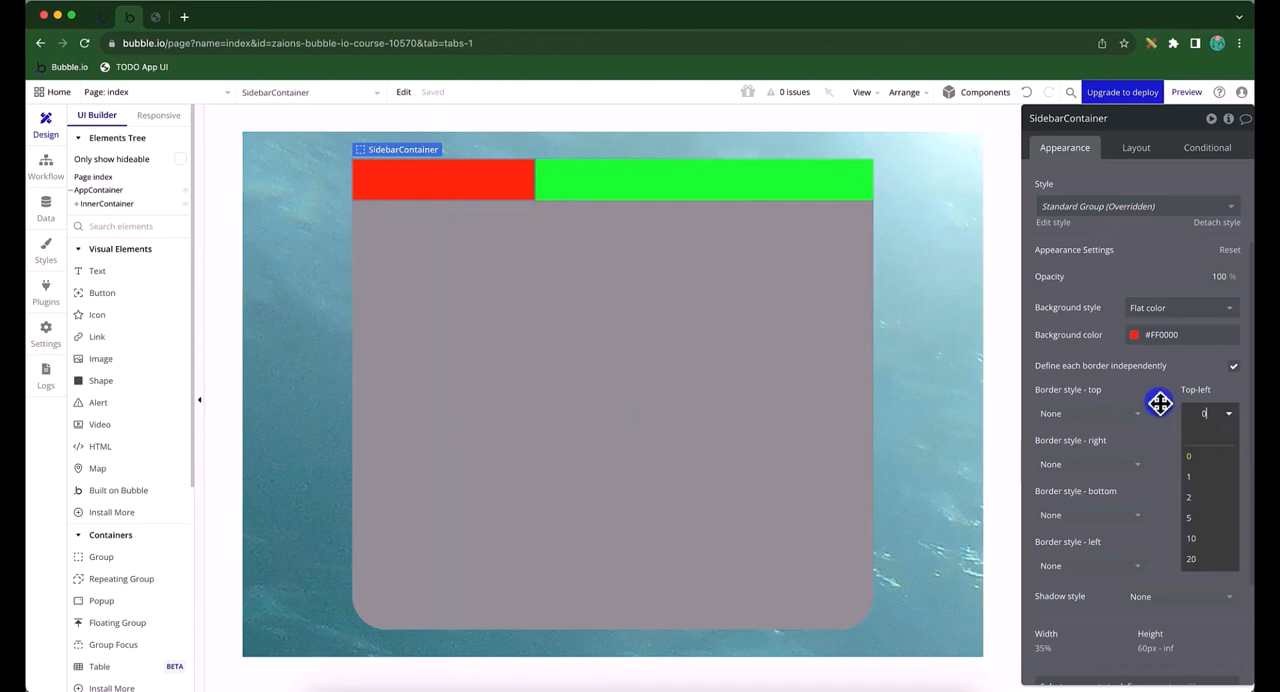 bubble.io/page?name=index&id=zaions-bubble-io-course-10570&tab=tabs-1
Bubble.io TODO App UI
Home Page: index SidebarContainer Edit Saved 0 issues View Arrange Components Upgrade to deploy Preview
Design
Workflow
Data
Styles
Plugins
Settings
Logs
UI Builder Responsive
Elements Tree
Only show hideable
Page index
AppContainer
InnerContainer
Search elements
Visual Elements
Text
Button
Icon
Link
Image
Shape
Alert
Video
HTML
Map
Built on Bubble
Install More
Containers
Group
Repeating Group
Popup
Floating Group
Group Focus
Table BETA
Install More
SidebarContainer
SidebarContainer
Appearance Layout Conditional
Style
Standard Group (Overridden)
Edit style Detach style
Appearance Settings Reset
Opacity 100 %
Background style Flat color
Background color #FF0000
Define each border independently
Border style - top Top-left
None 0
Border style - right
None
Border style - bottom
None
Border style - left
None
0
1
2
5
10
20
Shadow style None
Width Height
35% 60px - inf